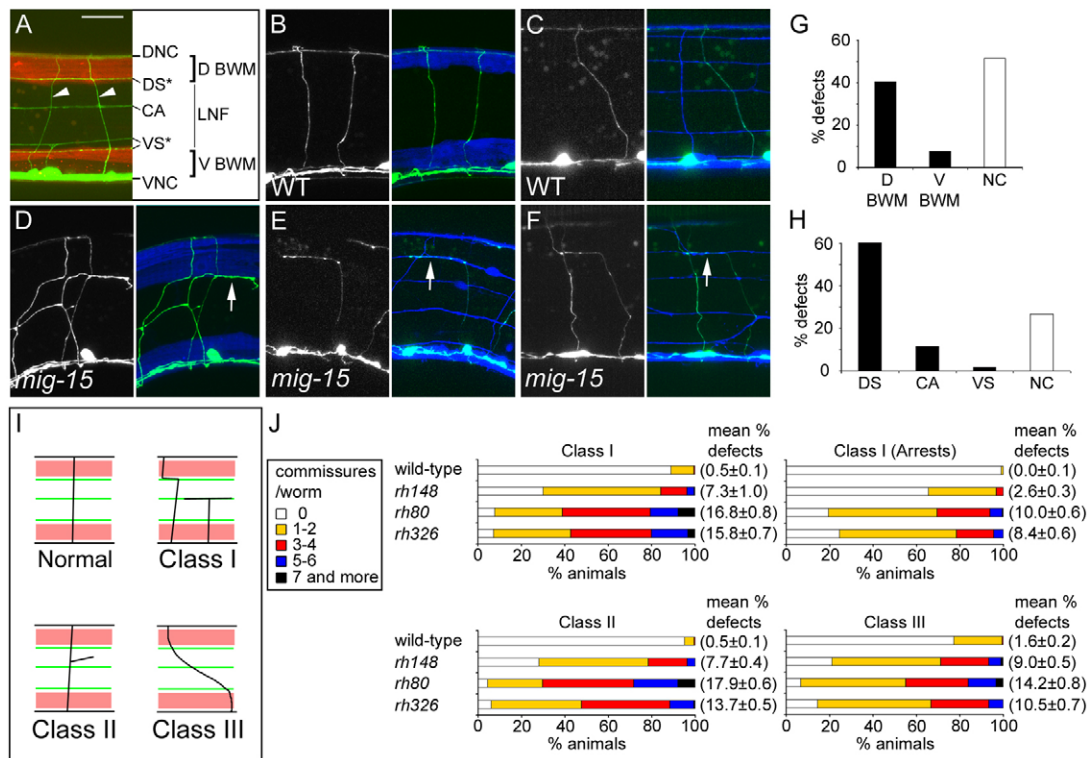 A
DNC
D BWM
DS*
CA
LNF
VS*
V BWM
VNC
B
WT
C
WT
D
mig-15
E
mig-15
F
mig-15
G
% defects
60
40
20
0
D
BWM
V
BWM
NC
H
% defects
60
40
20
0
DS
CA
VS
NC
I
Normal
Class I
Class II
Class III
J
commissures
/worm
0
1-2
3-4
5-6
7 and more
Class I
mean %
defects
wild-type
(0.5±0.1)
rh148
(7.3±1.0)
rh80
(16.8±0.8)
rh326
(15.8±0.7)
0 20 40 60 80 100
% animals
Class I (Arrests)
mean %
defects
(0.0±0.1)
(2.6±0.3)
(10.0±0.6)
(8.4±0.6)
0 20 40 60 80 100
% animals
Class II
mean %
defects
wild-type
(0.5±0.1)
rh148
(7.7±0.4)
rh80
(17.9±0.6)
rh326
(13.7±0.5)
0 20 40 60 80 100
% animals
Class III
mean %
defects
(1.6±0.2)
(9.0±0.5)
(14.2±0.8)
(10.5±0.7)
0 20 40 60 80 100
% animals